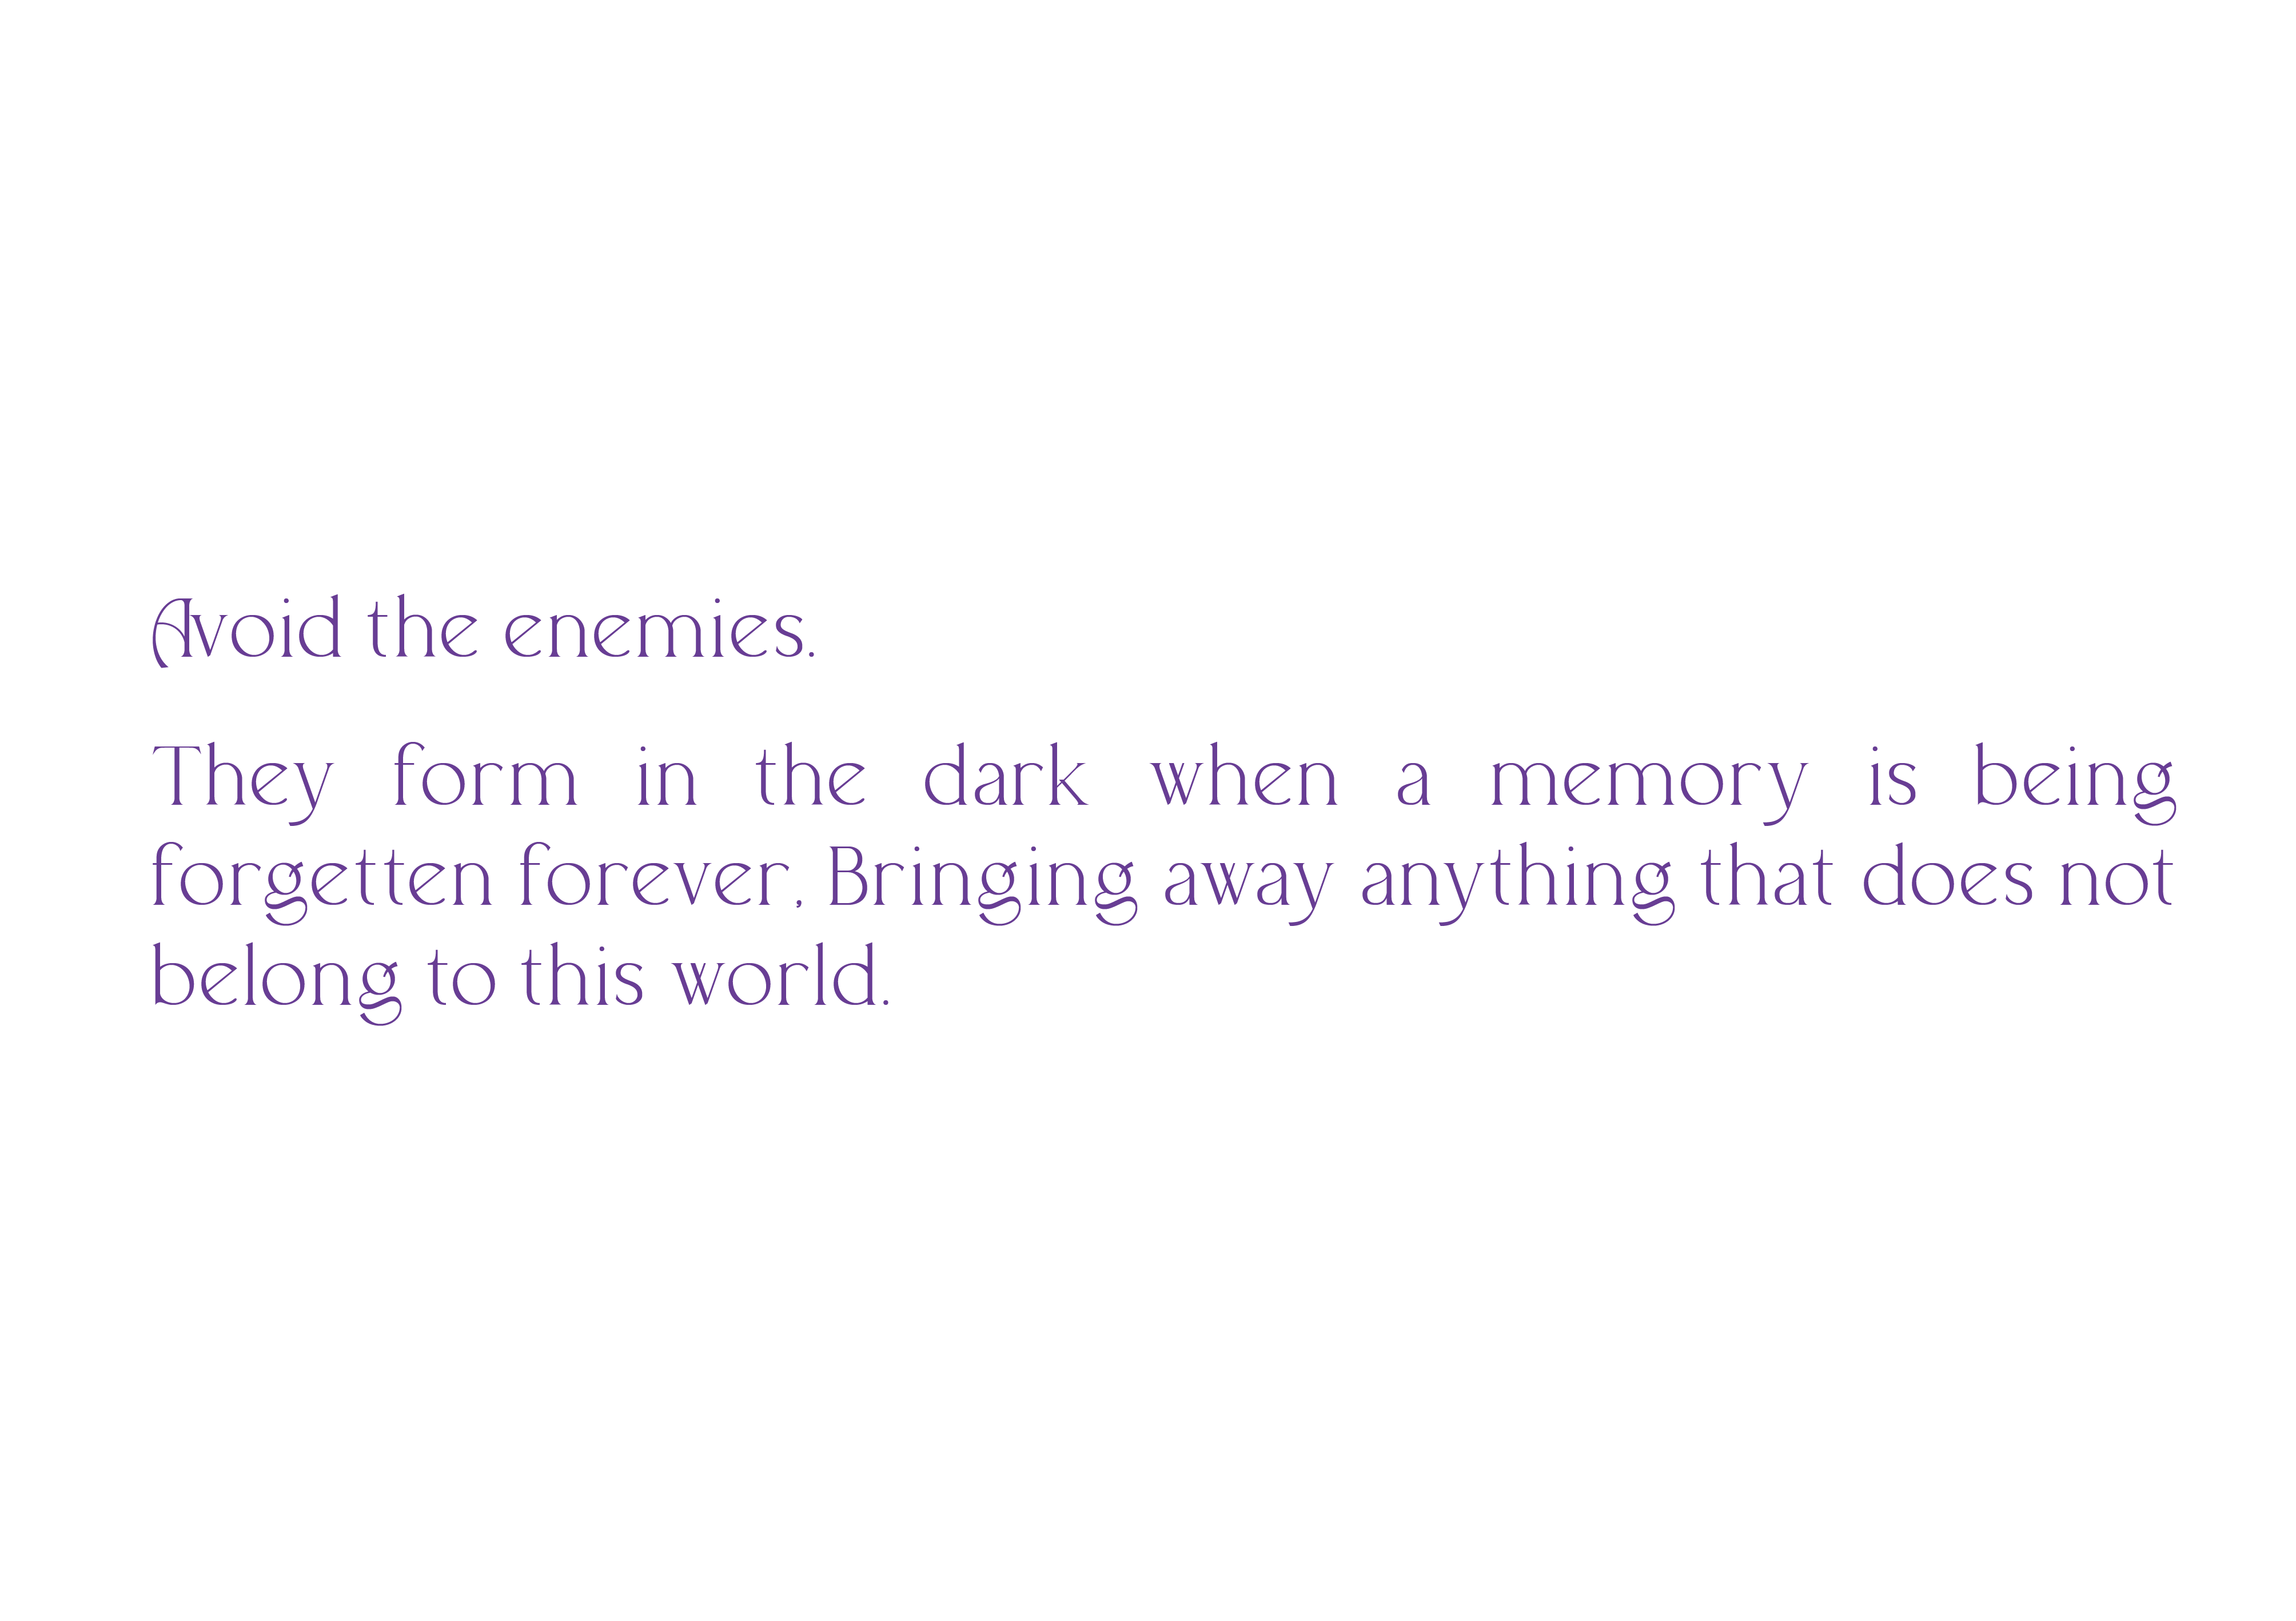 Avoid the enemies.
They form in the dark when a memory is being
forgetten forever , Bringing away anything that does not
belong to this world.